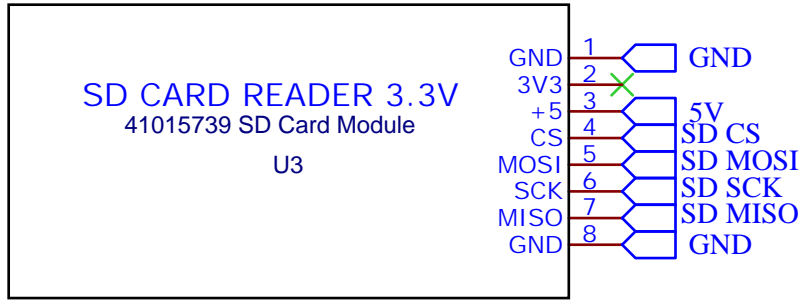 SD CARD READER 3.3V
41015739 SD Card Module
U3
GND 1 GND
3V3 2
+5 3 5V
CS 4 SD CS
MOSI 5 SD MOSI
SCK 6 SD SCK
MISO 7 SD MISO
GND 8 GND